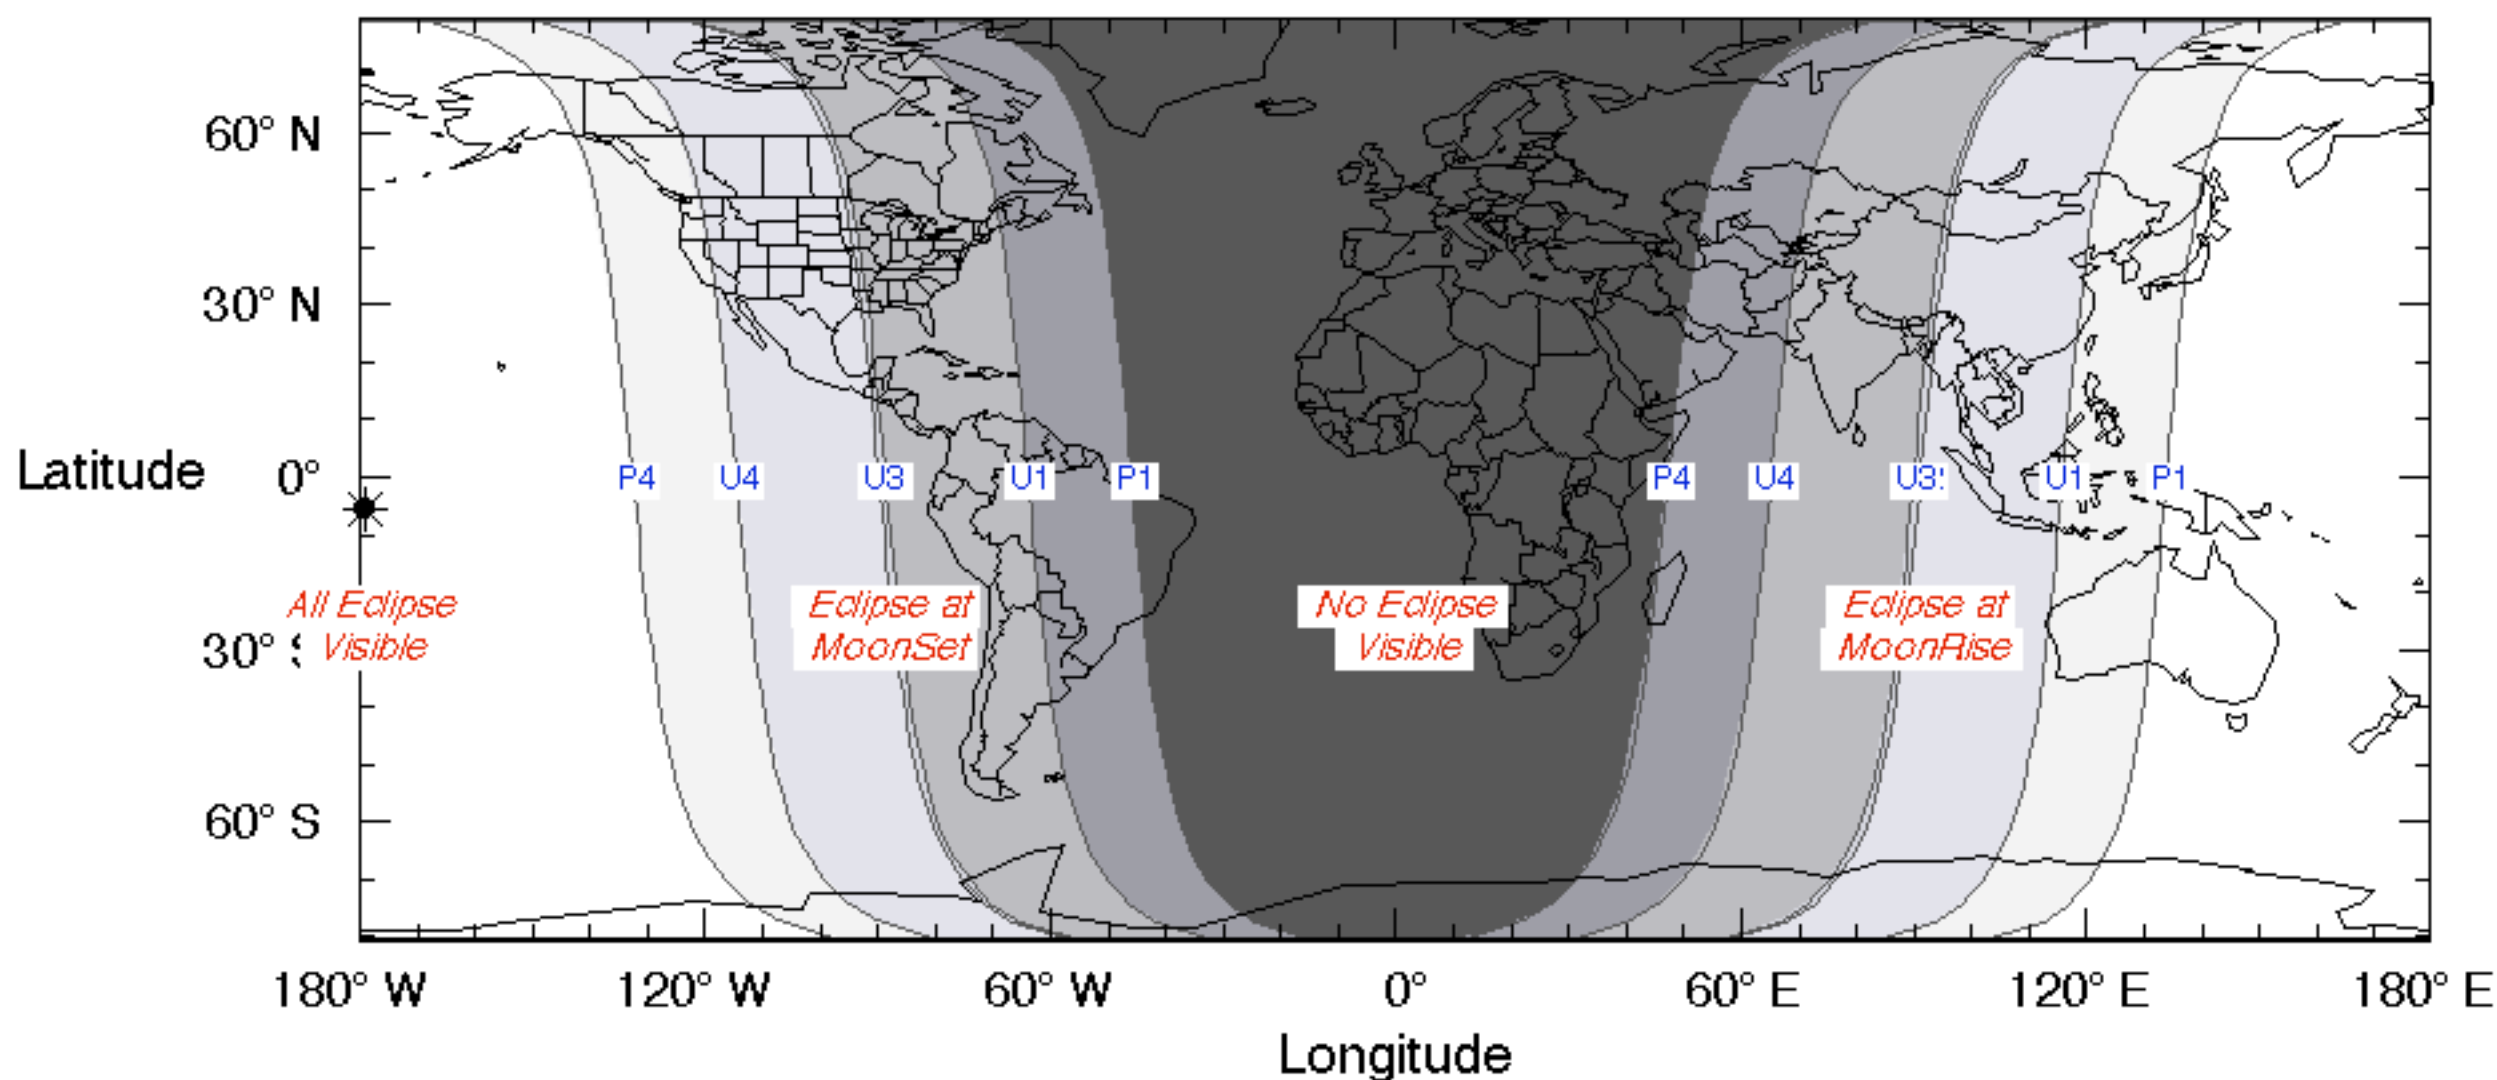 60° N
30° N
Latitude 0°
P4 U4 U3 U1 P1 P4 U4 U3 U1 P1
All Eclipse
Visible
Eclipse at
MoonSet
No Eclipse
Visible
Eclipse at
MoonRise
30°
60° S
180° W 120° W 60° W 0° 60° E 120° E 180° E
Longitude